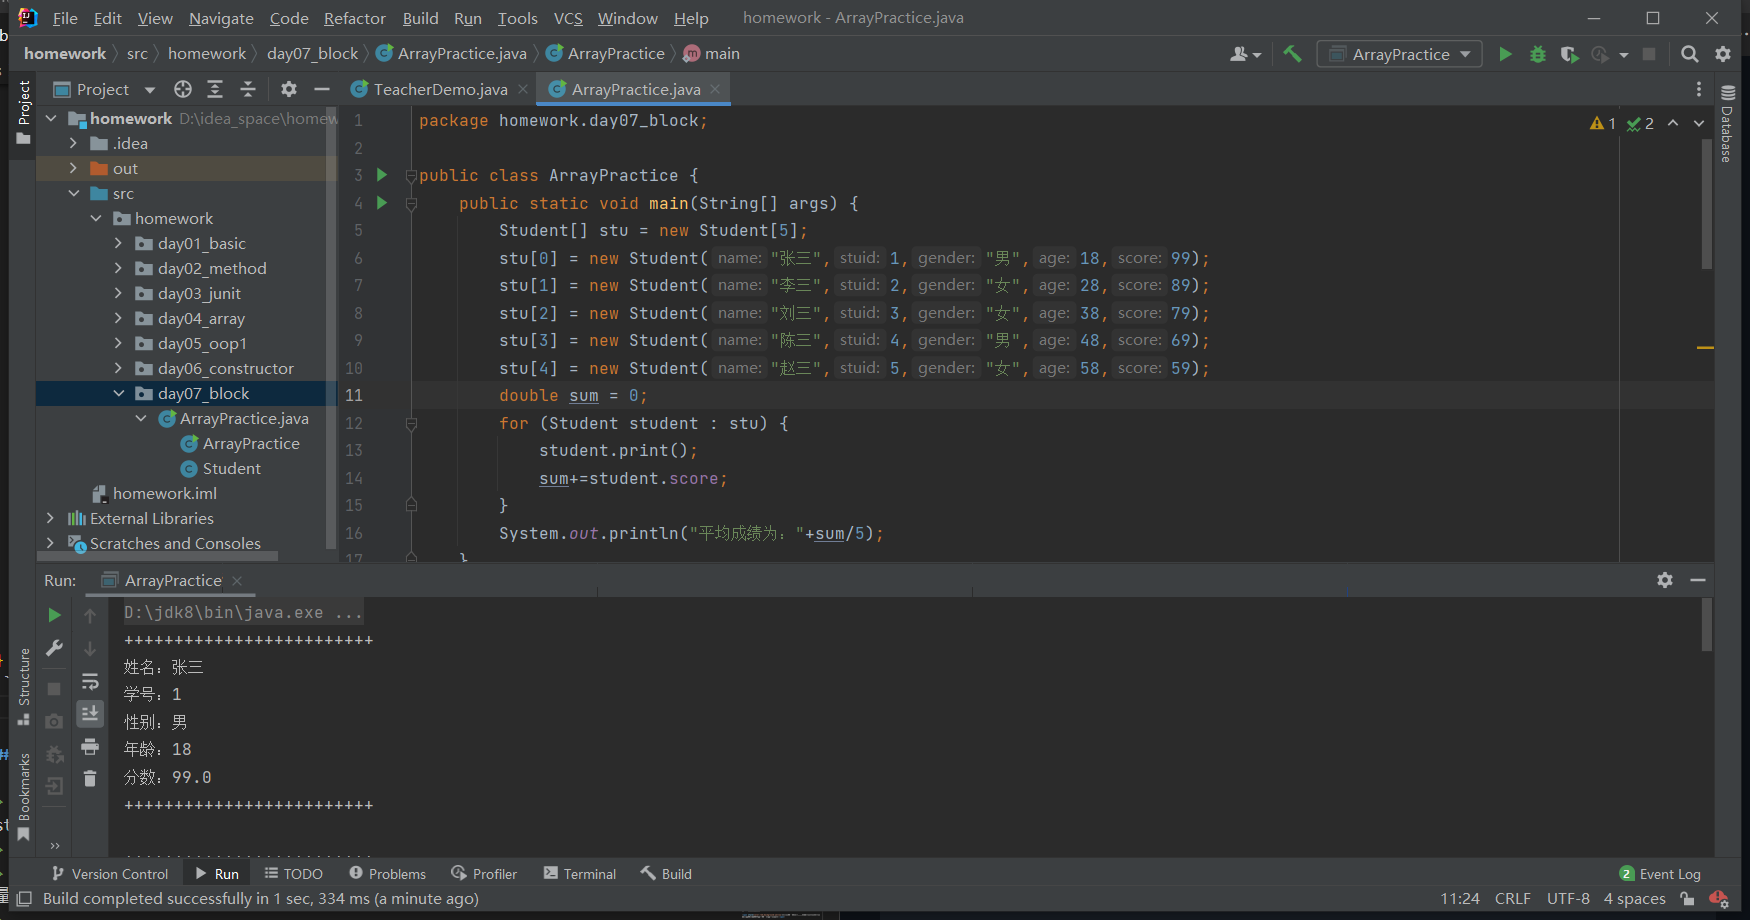 File Edit View Navigate Code Refactor Build Run Tools VCS Window Help homework - ArrayPractice.java
homework src homework day07_block ArrayPractice.java ArrayPractice main
ArrayPractice
Project
TeacherDemo.java
ArrayPractice.java
Project
homework D:\idea_space\homew
.idea
out
src
homework
day01_basic
day02_method
day03_junit
day04_array
day05_oop1
day06_constructor
day07_block
ArrayPractice.java
ArrayPractice
Student
homework.iml
External Libraries
Scratches and Consoles
1 package homework.day07_block;
2
3 public class ArrayPractice {
4 public static void main(String[] args) {
5 Student[] stu = new Student[5];
6 stu[0] = new Student( name: "张三", stuid: 1, gender: "男", age: 18, score: 99);
7 stu[1] = new Student( name: "李三", stuid: 2, gender: "女", age: 28, score: 89);
8 stu[2] = new Student( name: "刘三", stuid: 3, gender: "女", age: 38, score: 79);
9 stu[3] = new Student( name: "陈三", stuid: 4, gender: "男", age: 48, score: 69);
10 stu[4] = new Student( name: "赵三", stuid: 5, gender: "女", age: 58, score: 59);
11 double sum = 0;
12 for (Student student : stu) {
13 student.print();
14 sum+=student.score;
15 }
16 System.out.println("平均成绩为: "+sum/5);
17 }
1 2
Database
Run: ArrayPractice
D:\jdk8\bin\java.exe ...
+++++++++++++++++++++++++
姓名: 张三
学号: 1
性别: 男
年龄: 18
分数: 99.0
+++++++++++++++++++++++++
Structure
Bookmarks
Version Control Run TODO Problems Profiler Terminal Build 2 Event Log
Build completed successfully in 1 sec, 334 ms (a minute ago) 11:24 CRLF UTF-8 4 spaces